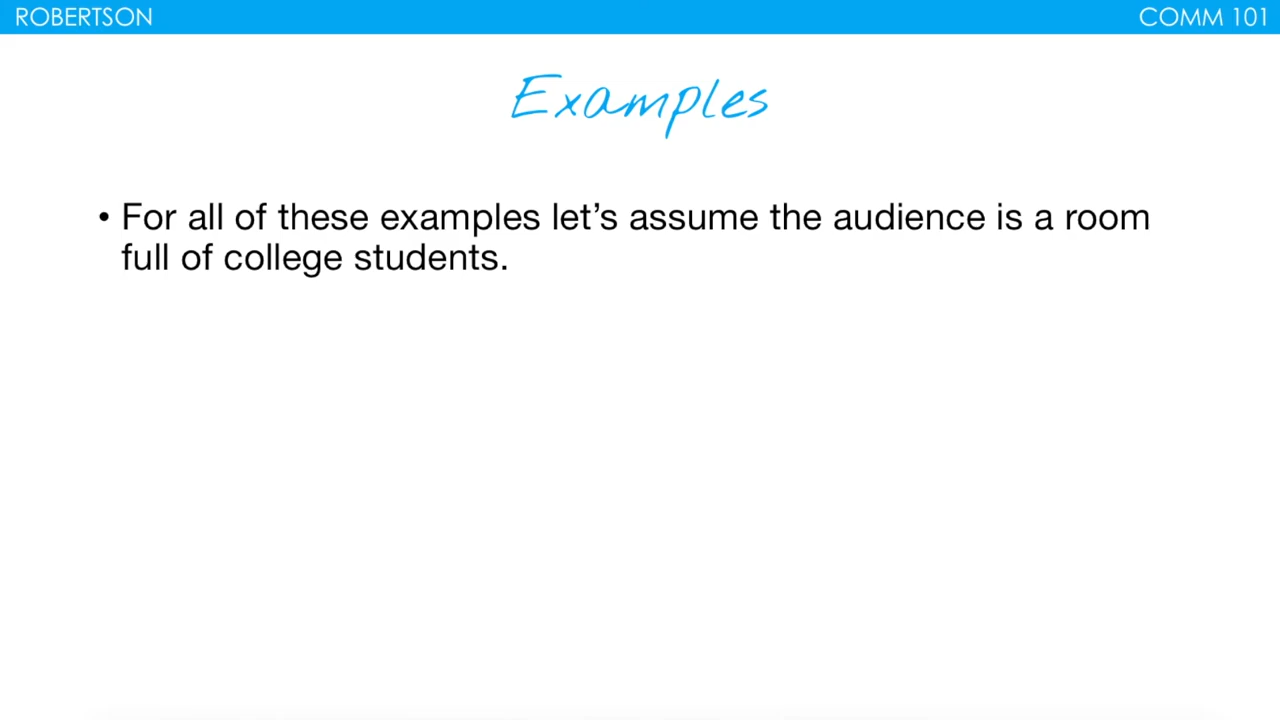 ROBERTSON
COMM 101
Examples
• For all of these examples let’s assume the audience is a room
full of college students.